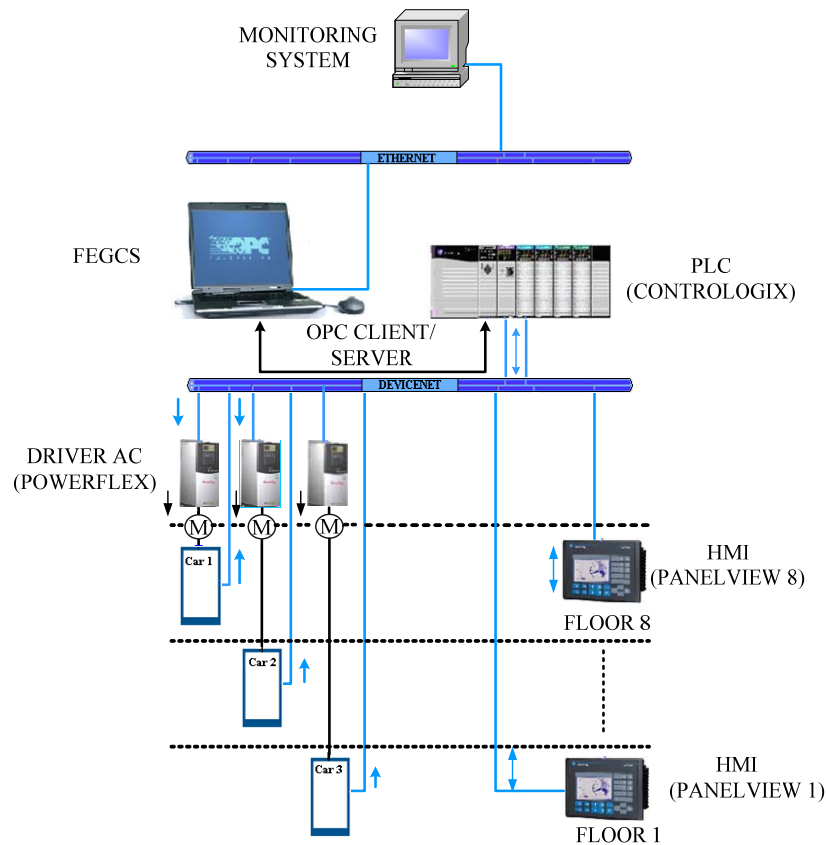 MONITORING
SYSTEM
ETHERNET
FEGCS
OPC
PLC
(CONTROLOGIX)
OPC CLIENT/
SERVER
DEVICENET
DRIVER AC
(POWERFLEX)
M
M
M
Car 1
HMI
(PANELVIEW 8)
FLOOR 8
Car 2
Car 3
HMI
(PANELVIEW 1)
FLOOR 1